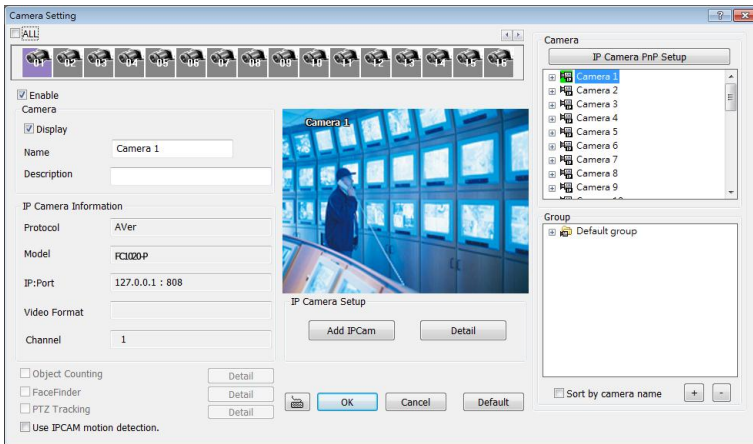 Camera Setting
ALL
01 02 03 04 05 06 07 08 09 10 11 12 13 14 15 16
Enable
Camera
Display
Name Camera 1
Description
IP Camera Information
Protocol AVer
Model FC1020-P
IP:Port 127.0.0.1 : 808
Video Format
Channel 1
Object Counting Detail
FaceFinder Detail
PTZ Tracking Detail
Use IPCAM motion detection.
Camera 1
IP Camera Setup
Add IPCam Detail
OK Cancel Default
Camera
IP Camera PnP Setup
Camera 1
Camera 2
Camera 3
Camera 4
Camera 5
Camera 6
Camera 7
Camera 8
Camera 9
Group
Default group
Sort by camera name + -